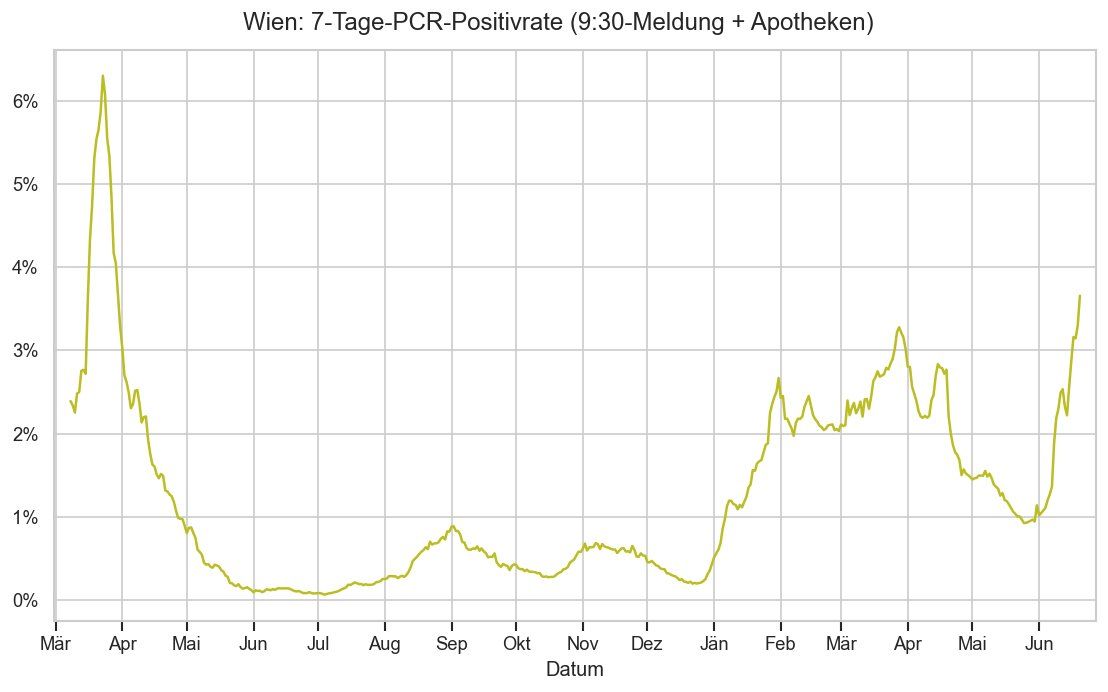 Wien: 7-Tage-PCR-Positivrate (9:30-Meldung + Apotheken)
6%
5%
4%
3%
2%
1%
0%
Mär Apr Mai Jun Jul Aug Sep Okt Nov Dez Jän Feb Mär Apr Mai Jun
Datum